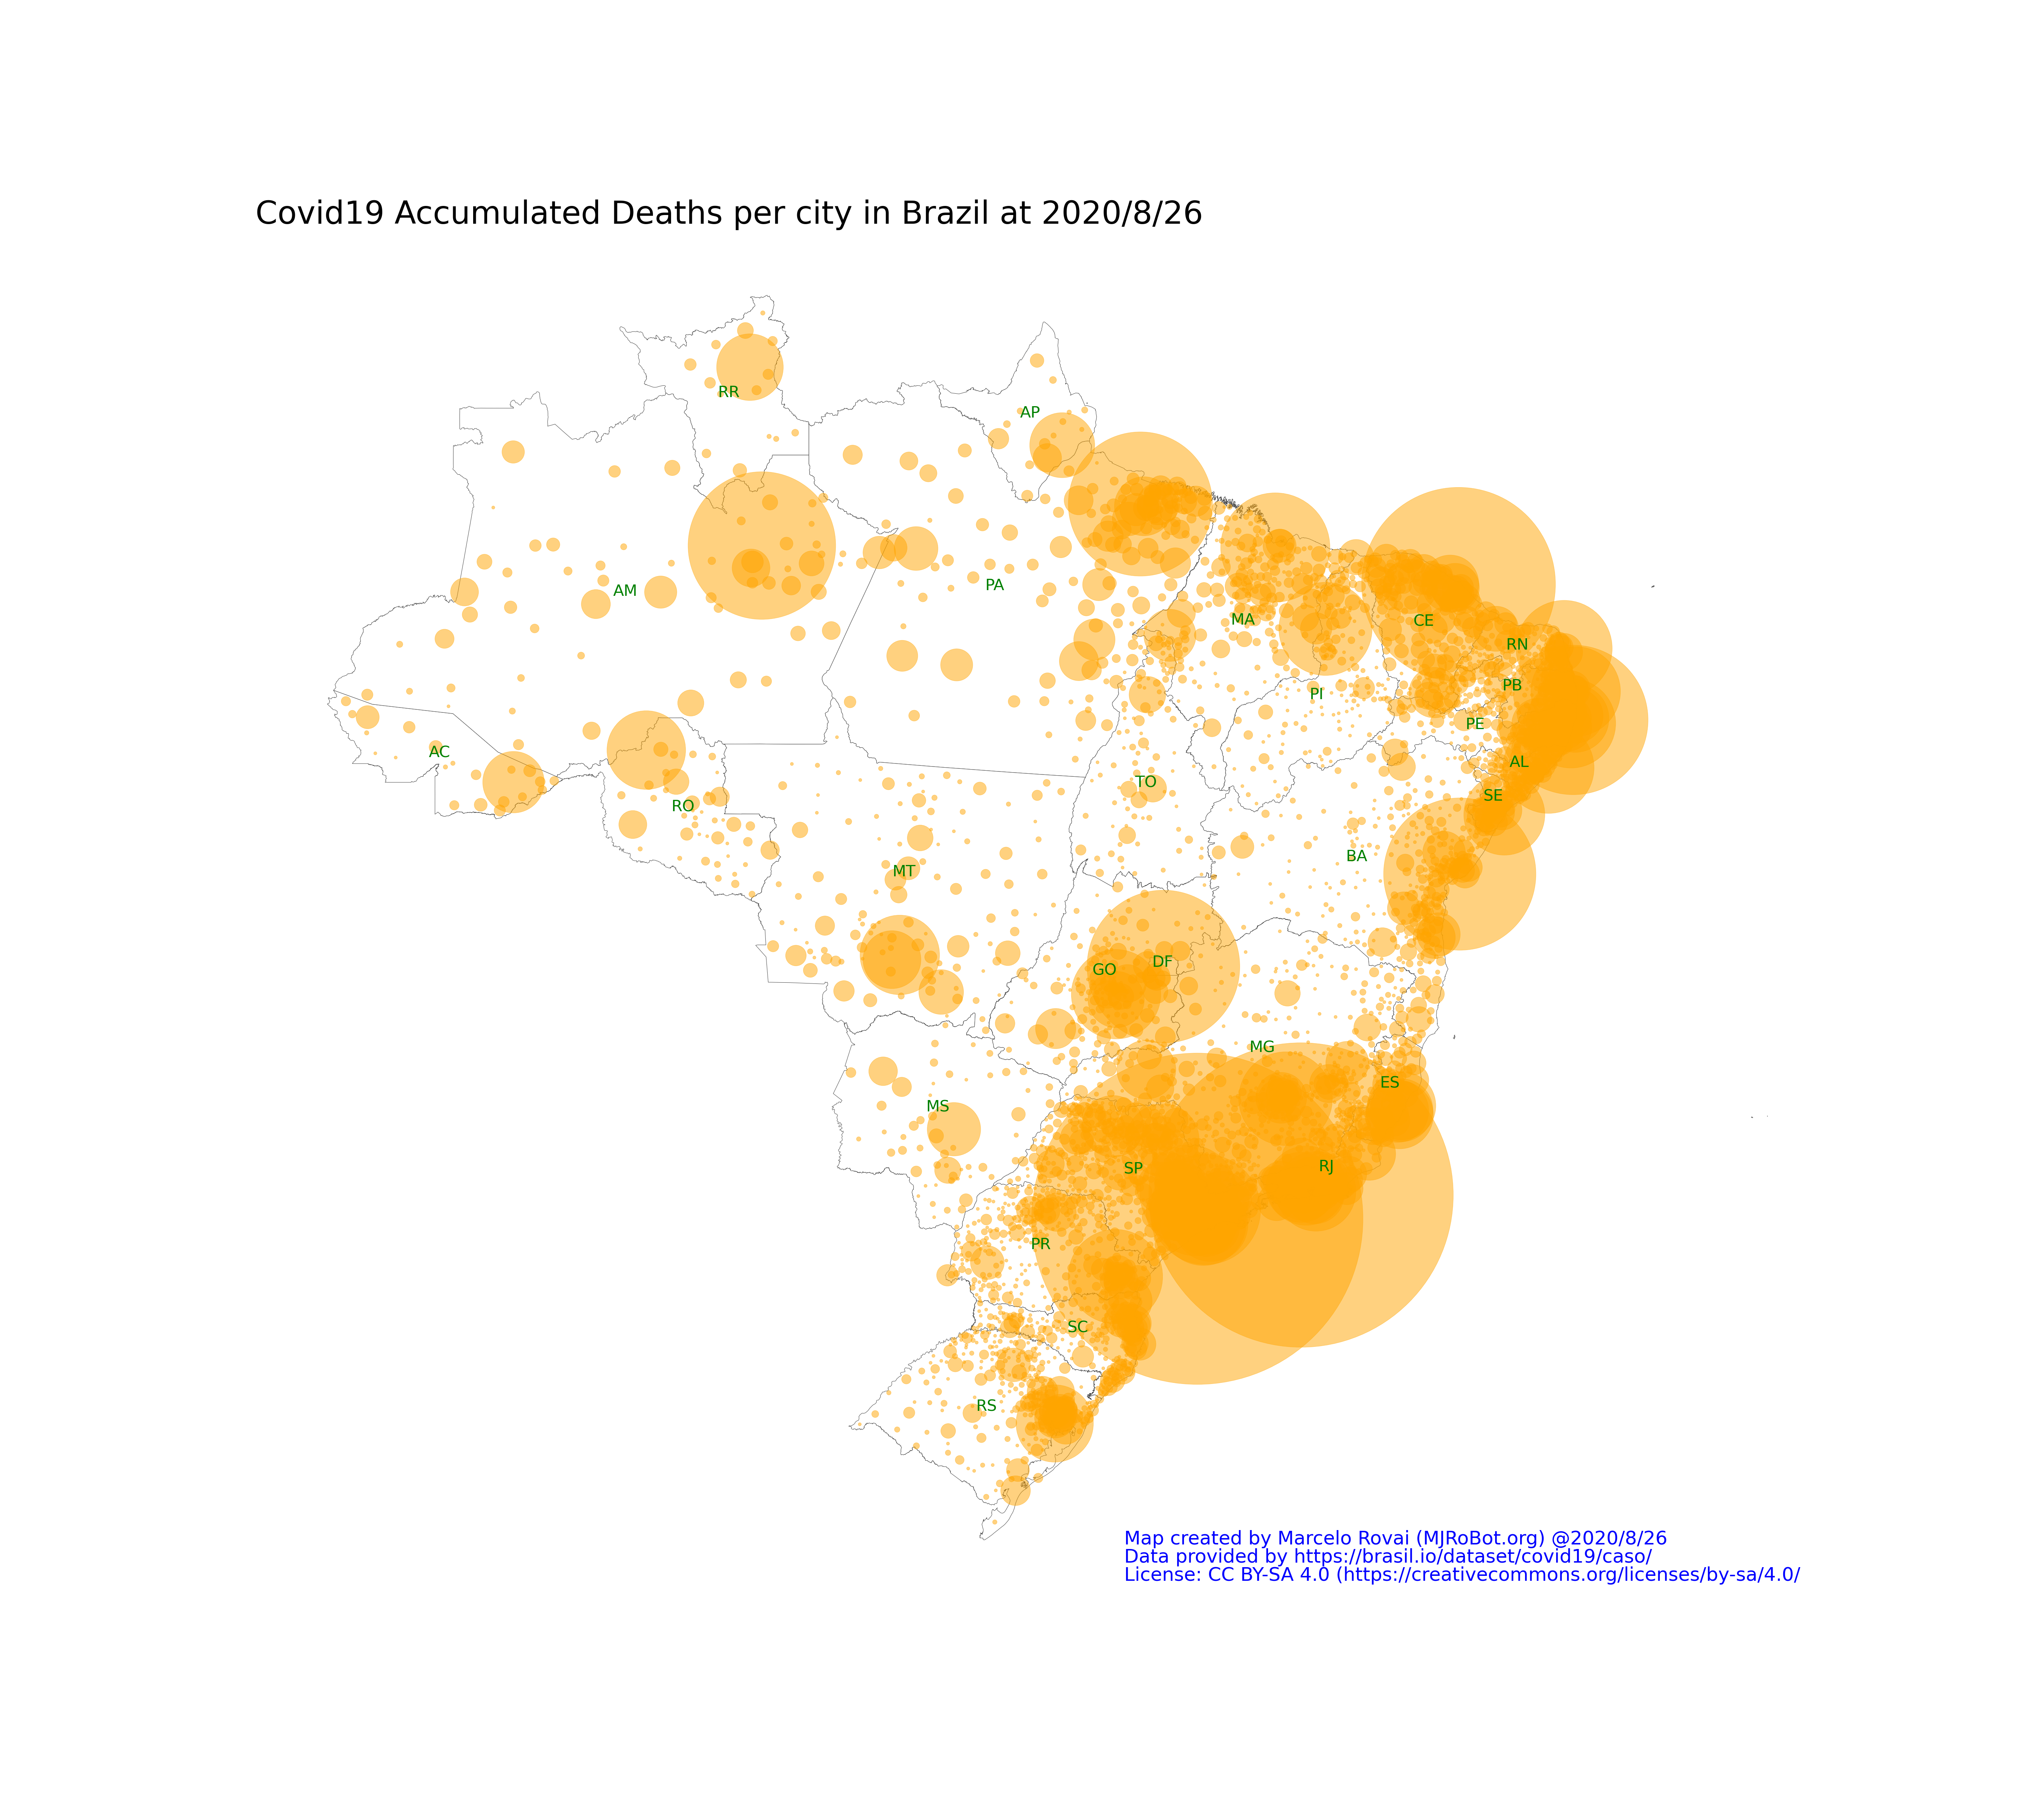 Covid19 Accumulated Deaths per city in Brazil at 2020/8/26
RR
AP
AM
PA
MA
CE
RN
PB
PI
PE
AC
AL
TO
SE
RO
BA
MT
DF
GO
MG
ES
MS
RJ
SP
PR
SC
RS
Map created by Marcelo Rovai (MJRoBot.org) @2020/8/26
Data provided by https://brasil.io/dataset/covid19/caso/
License: CC BY-SA 4.0 (https://creativecommons.org/licenses/by-sa/4.0/